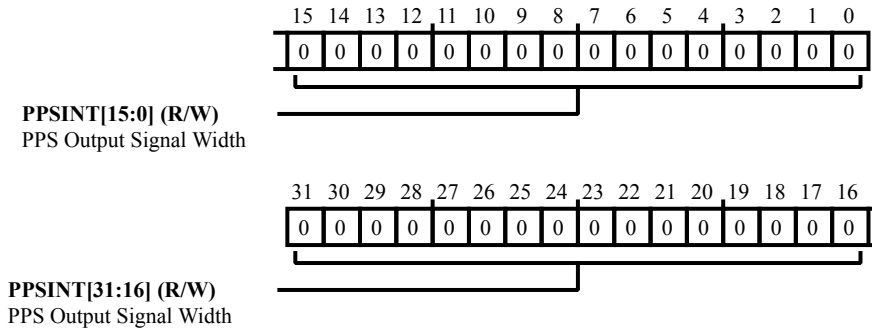 15 14 13 12 11 10 9 8 7 6 5 4 3 2 1 0
0 0 0 0 0 0 0 0 0 0 0 0 0 0 0 0
PPSINT[15:0] (R/W)
PPS Output Signal Width
31 30 29 28 27 26 25 24 23 22 21 20 19 18 17 16
0 0 0 0 0 0 0 0 0 0 0 0 0 0 0 0
PPSINT[31:16] (R/W)
PPS Output Signal Width